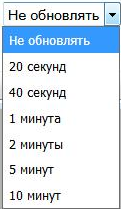 Не обновлять
Не обновлять
20 секунд
40 секунд
1 минута
2 минуты
5 минут
10 минут